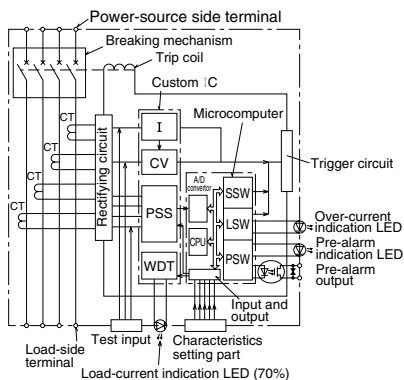 Power-source side terminal
Breaking mechanism
Trip coil
Custom IC
Microcomputer
CT
CT
CT
CT
Rectifying circuit
I
CV
PSS
WDT
A/D
convertor
CPU
SSW
LSW
PSW
Trigger circuit
Over-current
indication LED
Pre-alarm
indication LED
Pre-alarm
output
Input and
output
Test input
Characteristics
setting part
Load-side
terminal
Load-current indication LED (70%)